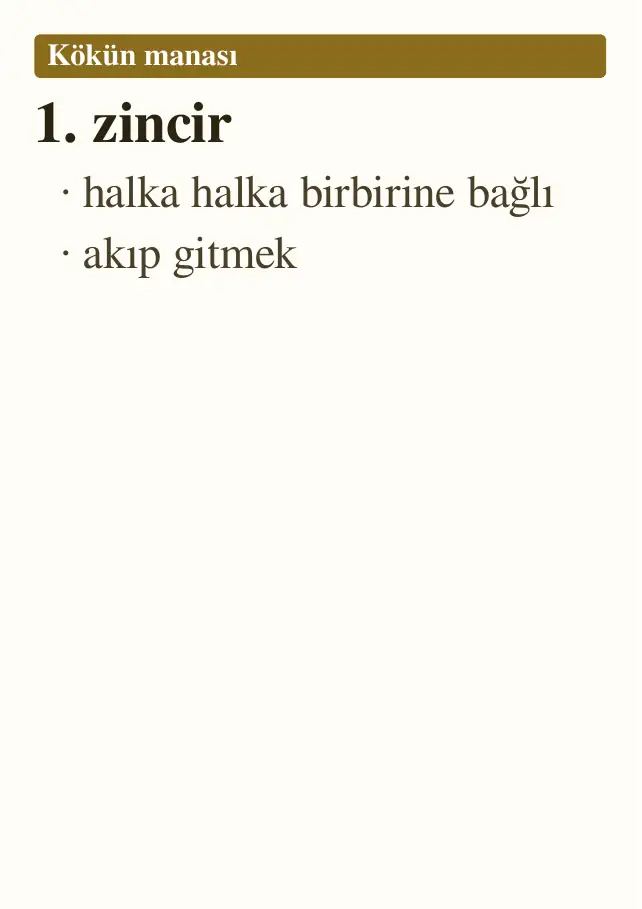 Kökün manası
1. zincir
· halka halka birbirine bağlı
· akıp gitmek